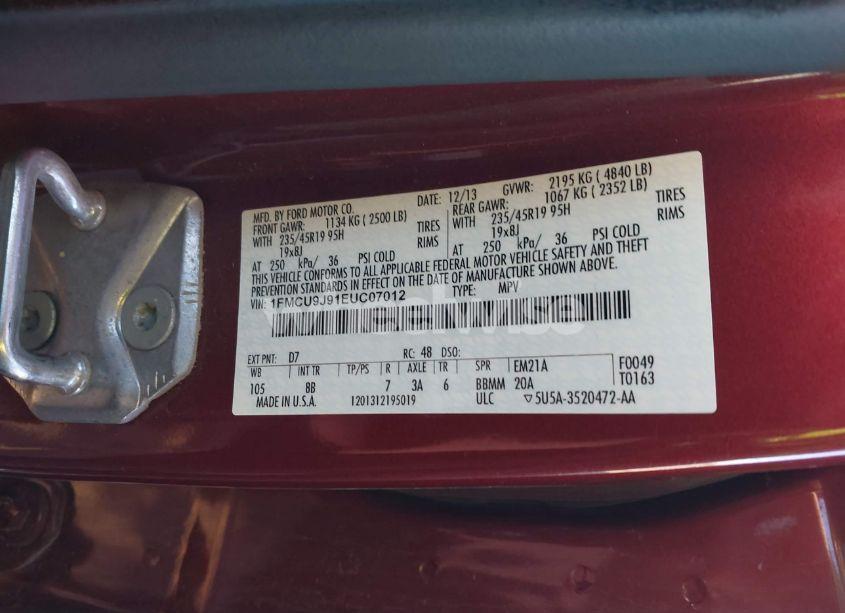 MFD. BY FORD MOTOR CO.
DATE: 12/13 GVWR: 2195 KG ( 4840 LB)
FRONT GAWR: 1134 KG ( 2500 LB)
REAR GAWR: 1067 KG ( 2352 LB)
WITH 235/45R19 95H TIRES
WITH 235/45R19 95H TIRES
19x8J RIMS
19x8J RIMS
AT 250 kPa/ 36 PSI COLD
AT 250 kPa/ 36 PSI COLD
THIS VEHICLE CONFORMS TO ALL APPLICABLE FEDERAL MOTOR VEHICLE SAFETY AND THEFT
PREVENTION STANDARDS IN EFFECT ON THE DATE OF MANUFACTURE SHOWN ABOVE.
VIN: 1FMCU9J91EUC07012 TYPE: MPV
EXT PNT: D7 RC: 48 DSO:
WB INT TR TP/PS R AXLE TR SPR EM21A F0049
105 8B 7 3A 6 BBMM 20A T0163
MADE IN U.S.A. 1201312195019 ULC ▽5U5A-3520472-AA